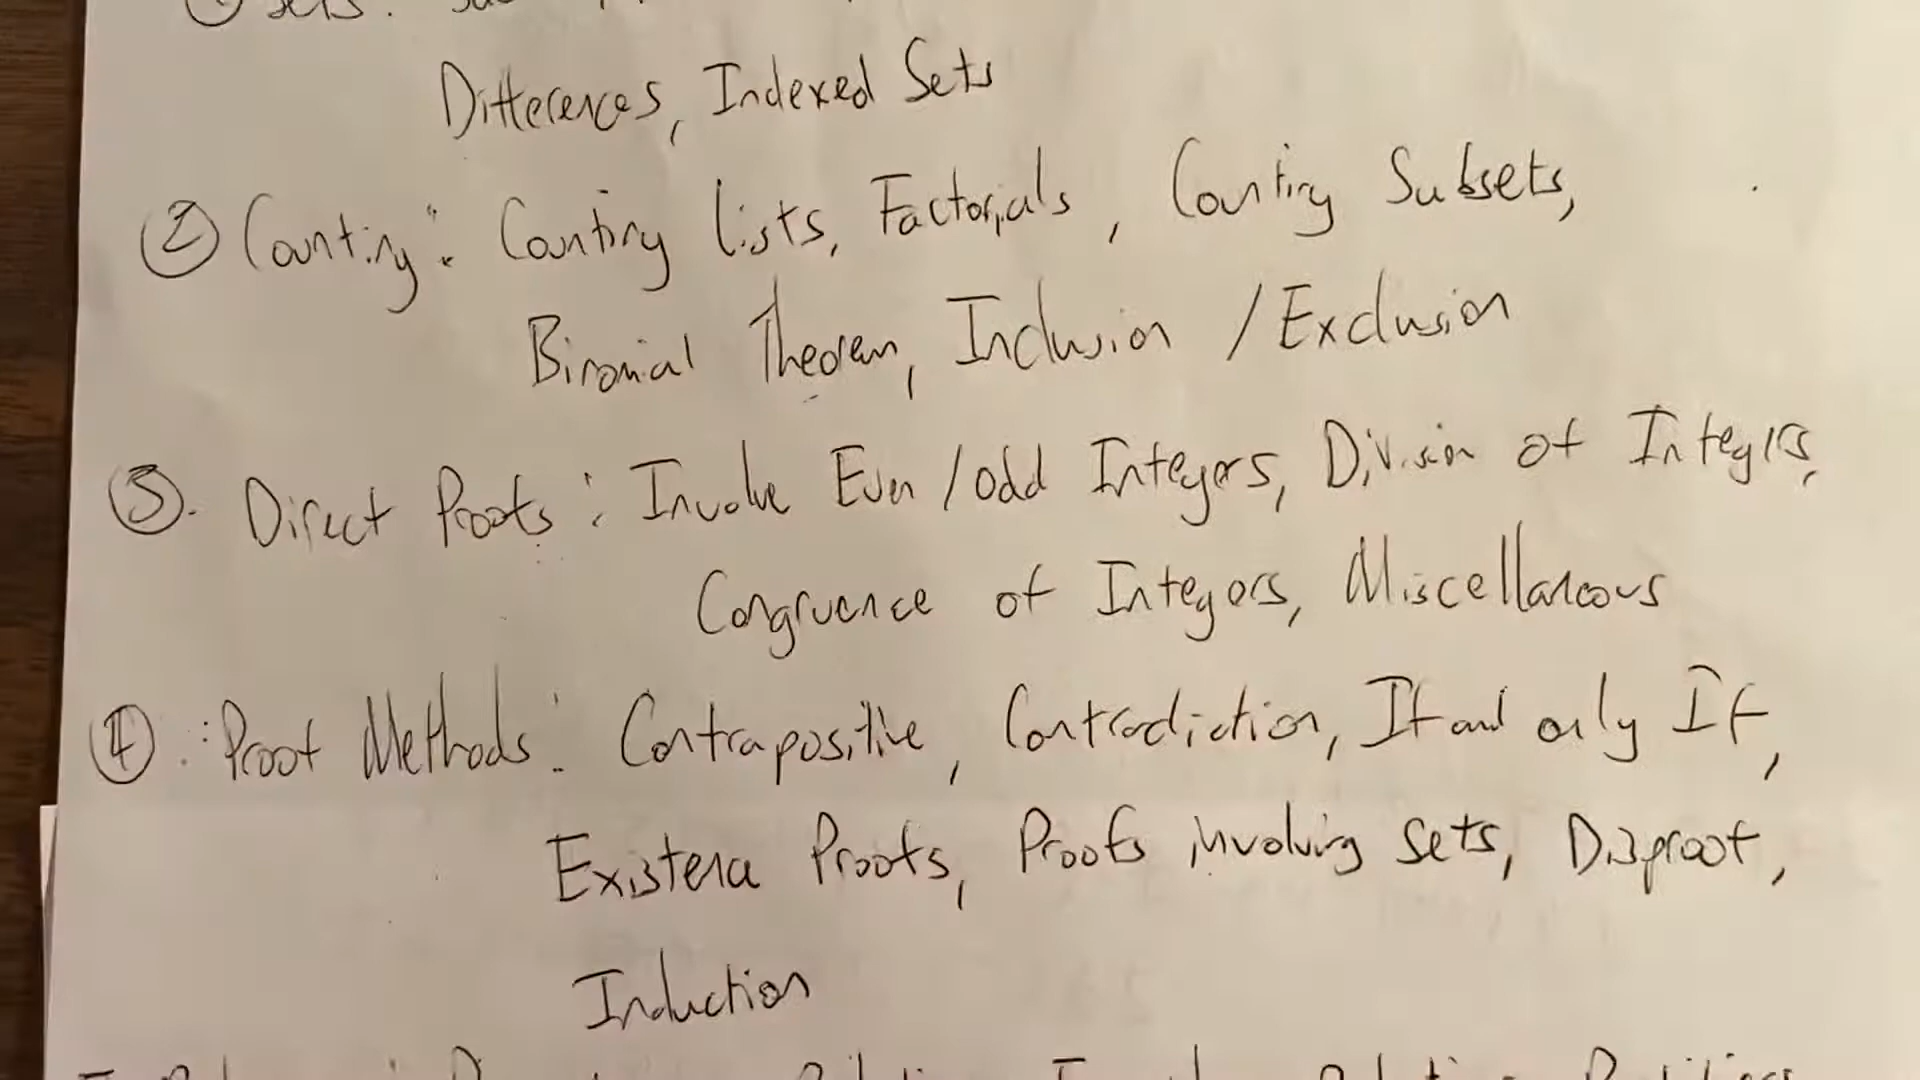 ① Sets:
Differences, Indexed Sets
② Counting: Counting Lists, Factorials, Counting Subsets,
Binomial Theorem, Inclusion / Exclusion
③. Direct Proofs: Involve Even/odd Integers, Division of Integers,
Congruence of Integers, Miscellaneous
④. Proof Methods: Contrapositive, Contradiction, If and only If,
Existence Proofs, Proofs involving Sets, Disproof,
Induction